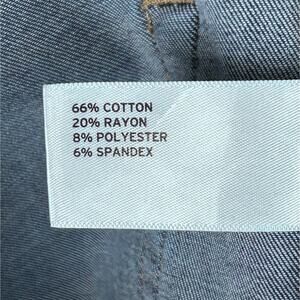 66% COTTON
20% RAYON
8% POLYESTER
6% SPANDEX